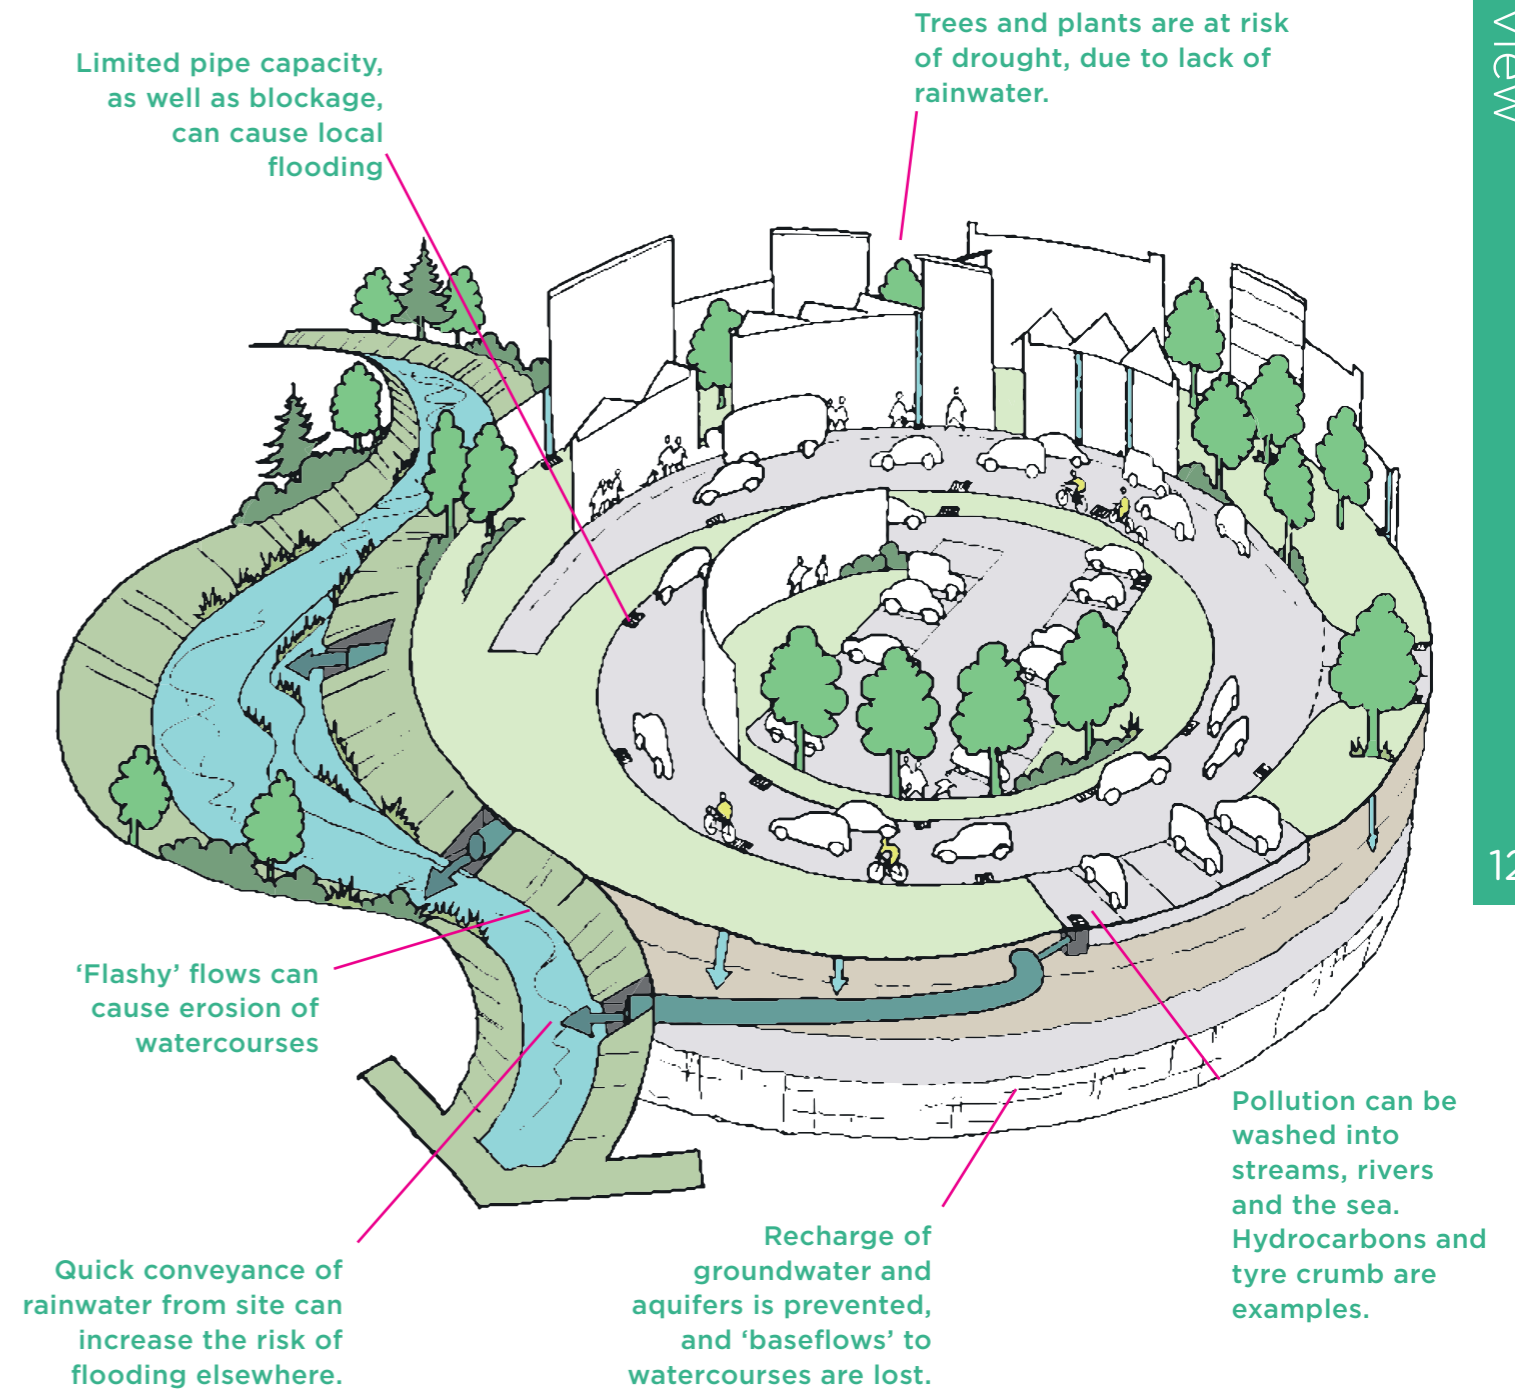 Trees and plants are at risk
of drought, due to lack of
rainwater.
Limited pipe capacity,
as well as blockage,
can cause local
flooding
view
12
‘Flashy’ flows can
cause erosion of
watercourses
Pollution can be
washed into
streams, rivers
and the sea.
Hydrocarbons and
tyre crumb are
examples.
Recharge of
groundwater and
aquifers is prevented,
and ‘baseflows’ to
watercourses are lost.
Quick conveyance of
rainwater from site can
increase the risk of
flooding elsewhere.